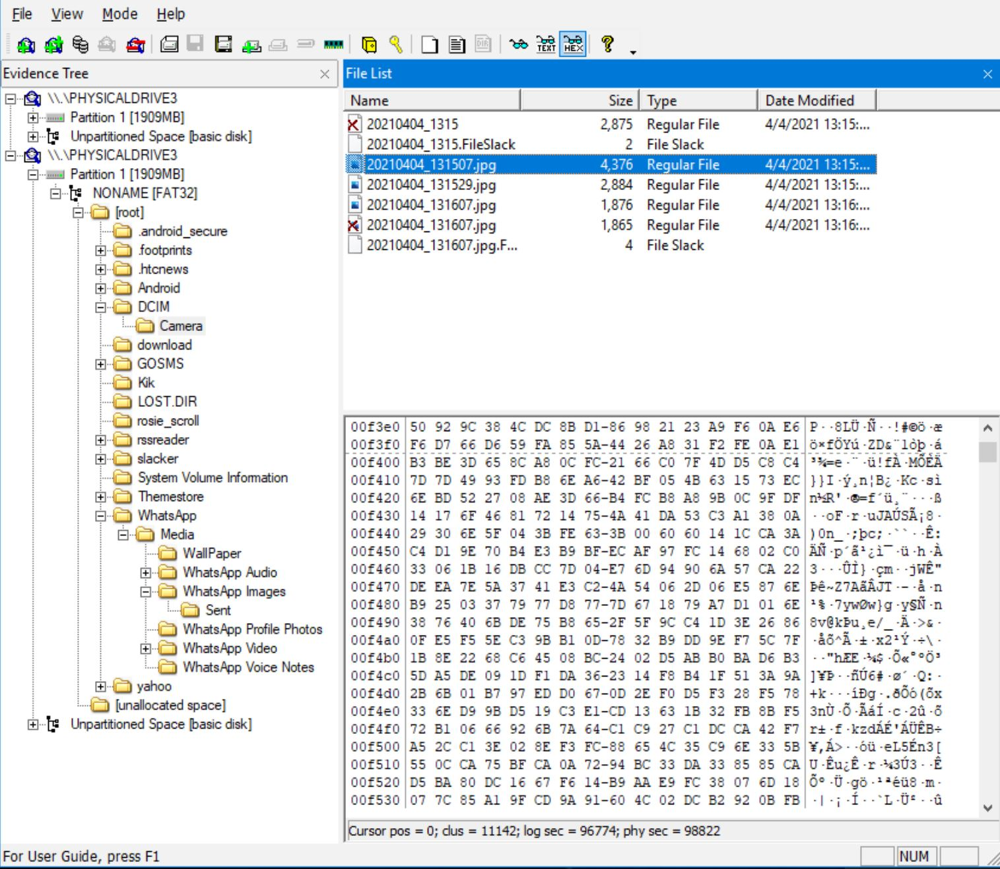 File View Mode Help
TEXT HEX
Evidence Tree
\\.\PHYSICALDRIVE3
Partition 1 [1909MB]
Unpartitioned Space [basic disk]
\\.\PHYSICALDRIVE3
Partition 1 [1909MB]
NONAME [FAT32]
[root]
.android_secure
.footprints
.htcnews
Android
DCIM
Camera
download
GOSMS
Kik
LOST.DIR
rosie_scroll
rssreader
slacker
System Volume Information
Themestore
WhatsApp
Media
WallPaper
WhatsApp Audio
WhatsApp Images
Sent
WhatsApp Profile Photos
WhatsApp Video
WhatsApp Voice Notes
yahoo
[unallocated space]
Unpartitioned Space [basic disk]
File List
Name Size Type Date Modified
20210404_1315 2,875 Regular File 4/4/2021 13:15:...
20210404_1315.FileSlack 2 File Slack
20210404_131507.jpg 4,376 Regular File 4/4/2021 13:15:...
20210404_131529.jpg 2,884 Regular File 4/4/2021 13:15:...
20210404_131607.jpg 1,876 Regular File 4/4/2021 13:16:...
20210404_131607.jpg 1,865 Regular File 4/4/2021 13:16:...
20210404_131607.jpg.F... 4 File Slack
00f3e0 50 92 9C 38 4C DC 8B D1-86 98 21 23 A9 F6 0A E6 P··8LÜ·Ñ··!#©ö·æ
00f3f0 F6 D7 66 D6 59 FA 85 5A-44 26 A8 31 F2 FE 0A E1 ö×fÖYú·ZD&¨1òþ·á
00f400 B3 BE 3D 65 8C A8 0C FC-21 66 C0 7F 4D D5 C8 C4 ³¾=e·¨·ü!fÀ·MÕÈÄ
00f410 7D 7D 49 93 FD B8 6E A6-42 BF 05 4B 63 15 73 EC }}I·ý¸n¦B¿·Kc·sì
00f420 6E BD 52 27 08 AE 3D 66-B4 FC B8 A8 9B 0C 9F DF n½R'·®=f´ü¸¨···ß
00f430 14 17 6F 46 81 72 14 75-4A 41 DA 53 C3 A1 38 0A ··oF·r·uJAÚSÃ¡8·
00f440 29 30 6E 5F 04 3B FE 63-3B 00 60 60 14 1C CA 3A )0n_·;þc;·``··Ê:
00f450 C4 D1 9E 70 B4 E3 B9 BF-EC AF 97 FC 14 68 02 C0 ÄÑ·p´ã¹¿ì¯·ü·h·À
00f460 33 06 1B 16 DB CC 7D 04-E7 6D 94 90 6A 57 CA 22 3···ÛÌ}·çm··jWÊ"
00f470 DE EA 7E 5A 37 41 E3 C2-4A 54 06 2D 06 E5 87 6E Þê~Z7AãÂJT·-·å·n
00f480 B9 25 03 37 79 77 D8 77-7D 67 18 79 A7 D1 01 6E ¹%·7ywØw}g·y§Ñ·n
00f490 38 76 40 6B DE 75 B8 65-2F 5F 9C C4 1D 3E 26 86 8v@kÞu¸e/_·Ä·>&·
00f4a0 0F E5 F5 5E C3 9B B1 0D-78 32 B9 DD 9E F7 5C 7F ·åõ^Ã·±·x2¹Ý·÷\·
00f4b0 1B 8E 22 68 C6 45 08 BC-24 02 D5 AB B0 BA D6 B3 ··"hÆE·¼$·Õ«°ºÖ³
00f4c0 5D A5 DE 09 1D F1 DA 36-23 14 F8 B4 1F 51 3A 9A ]¥Þ··ñÚ6#·ø´·Q:·
00f4d0 2B 6B 01 B7 97 ED D0 67-0D 2E F0 D5 F3 28 F5 78 +k···íÐg·.ðÕó(õx
00f4e0 33 6E D9 9B D5 19 C3 E1-CD 13 63 1B 32 FB 8B F5 3nÙ·Õ·ÃáÍ·c·2û·õ
00f4f0 72 B1 06 66 92 6B 7A 64-C1 C9 27 C1 DC CA 42 F7 r±·f·kzdÁÉ'ÁÜÊB÷
00f500 A5 2C C1 3E 02 8E F3 FC-88 65 4C 35 C9 6E 33 5B ¥,Á>··óü·eL5Én3[
00f510 55 0C CA 75 BF CA 0A 72-94 BC 33 DA 33 85 85 CA U·Êu¿Ê·r·¼3Ú3··Ê
00f520 D5 BA 80 DC 16 67 F6 14-B9 AA E9 FC 38 07 6D 18 Õº·Ü·gö·¹ªéü8·m·
00f530 07 7C 85 A1 9F CD 9A 91-60 4C 02 DC B2 92 0B FB ·|·¡·Í··`L·Ü²··û
Cursor pos = 0; clus = 11142; log sec = 96774; phy sec = 98822
For User Guide, press F1
NUM